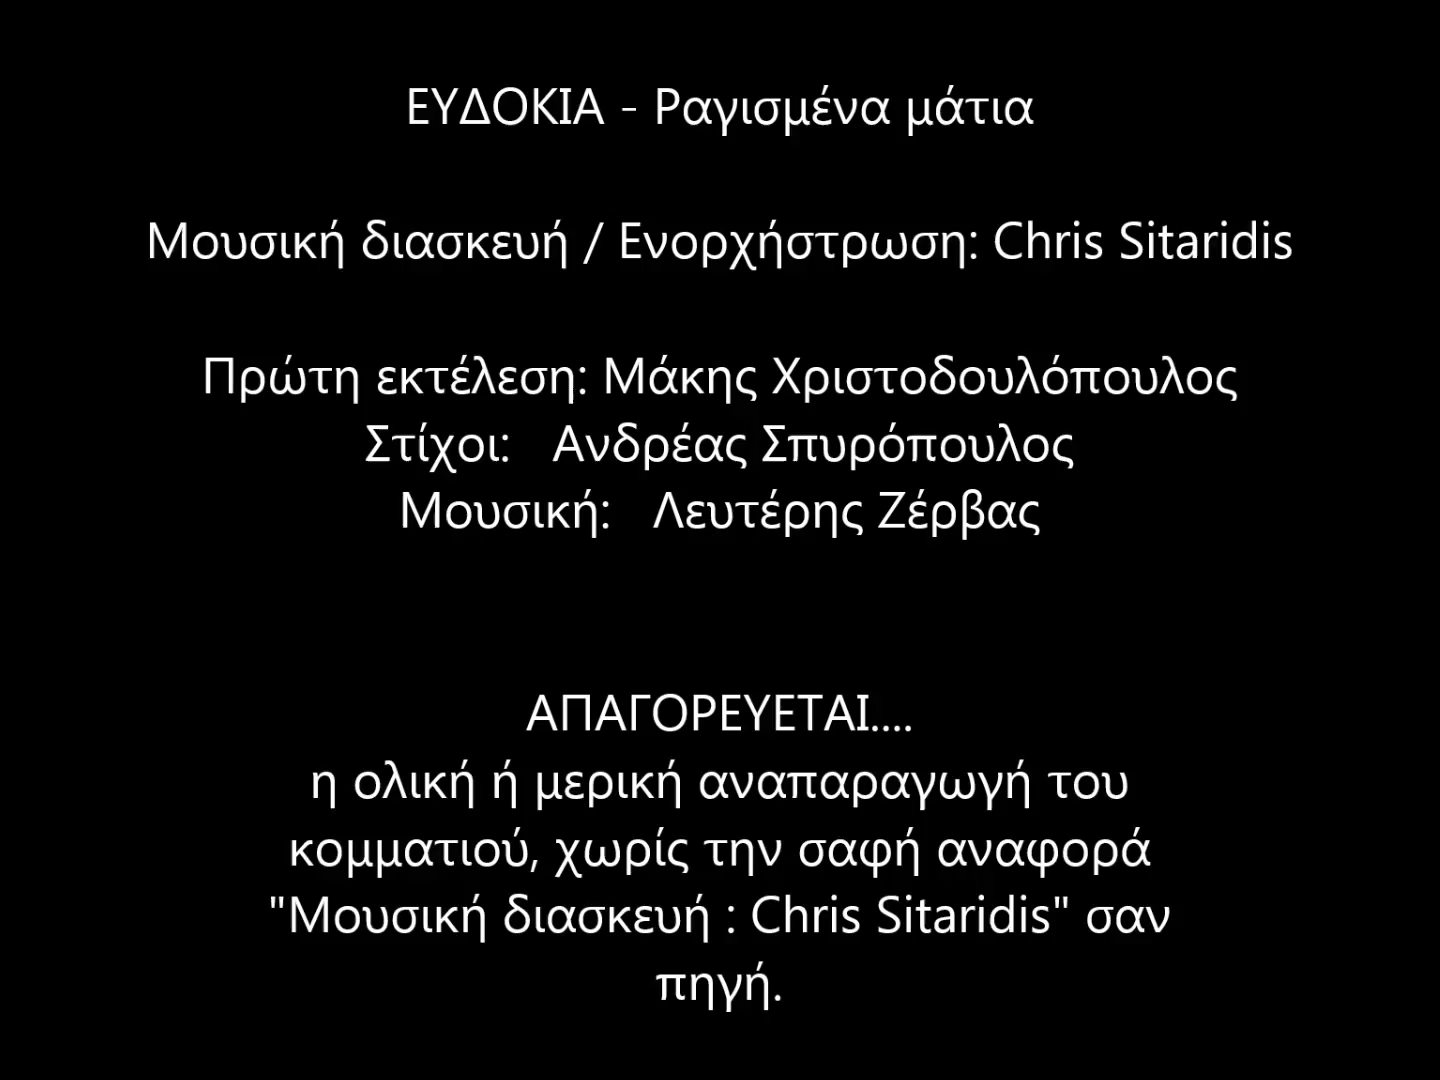 ΕΥΔΟΚΙΑ - Ραγισμένα μάτια
Μουσική διασκευή / Ενορχήστρωση: Chris Sitaridis
Πρώτη εκτέλεση: Μάκης Χριστοδουλόπουλος
Στίχοι: Ανδρέας Σπυρόπουλος
Μουσική: Λευτέρης Ζέρβας
ΑΠΑΓΟΡΕΥΕΤΑΙ....
η ολική ή μερική αναπαραγωγή του
κομματιού, χωρίς την σαφή αναφορά
"Μουσική διασκευή : Chris Sitaridis" σαν
πηγή.